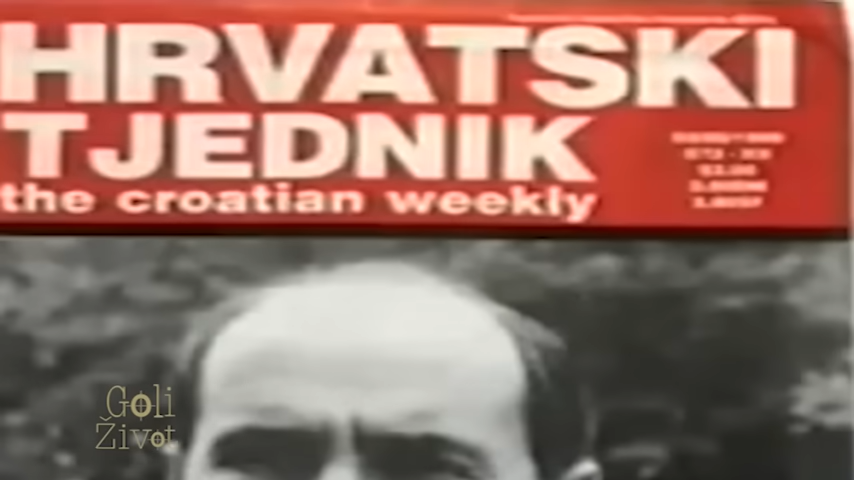 HRVATSKI
TJEDNIK
the croatian weekly
Goli
Život